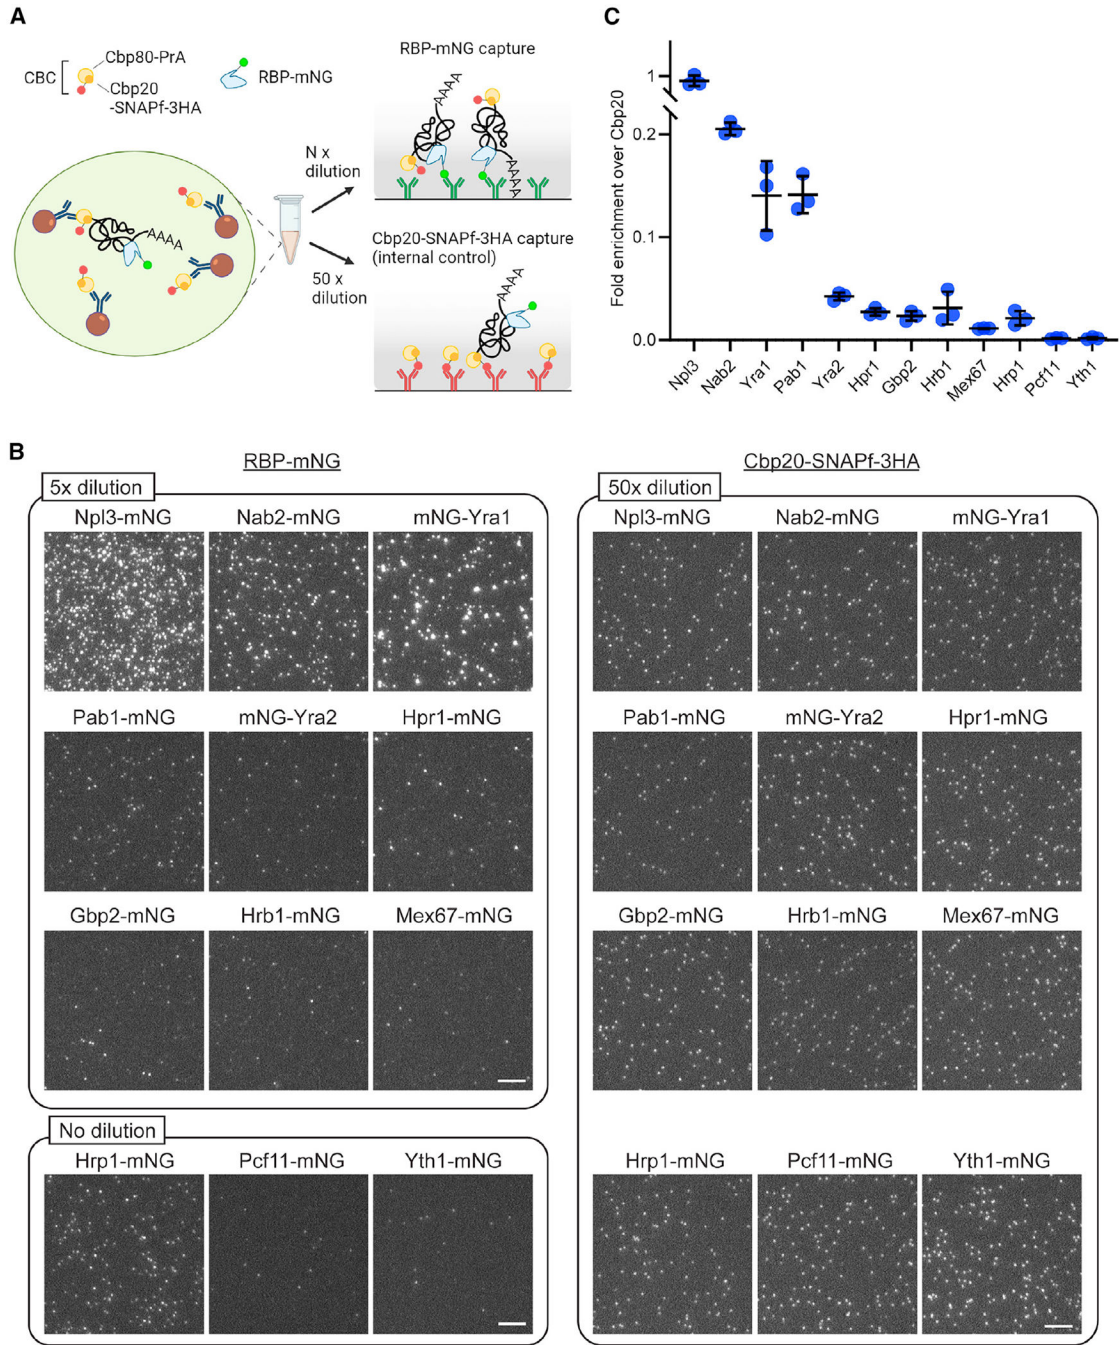 A
CBC
Cbp80-PrA
Cbp20
-SNAPf-3HA
RBP-mNG
AAAA
N x
dilution
50 x
dilution
RBP-mNG capture
AAAA
AAAA
Cbp20-SNAPf-3HA capture
(internal control)
AAAA
C
Fold enrichment over Cbp20
1
0.2
0.1
0.0
Npl3
Nab2
Yra1
Pab1
Yra2
Hpr1
Gbp2
Hrb1
Mex67
Hrp1
Pcf11
Yth1
B
RBP-mNG
5x dilution
Npl3-mNG Nab2-mNG mNG-Yra1
Pab1-mNG mNG-Yra2 Hpr1-mNG
Gbp2-mNG Hrb1-mNG Mex67-mNG
No dilution
Hrp1-mNG Pcf11-mNG Yth1-mNG
Cbp20-SNAPf-3HA
50x dilution
Npl3-mNG Nab2-mNG mNG-Yra1
Pab1-mNG mNG-Yra2 Hpr1-mNG
Gbp2-mNG Hrb1-mNG Mex67-mNG
Hrp1-mNG Pcf11-mNG Yth1-mNG